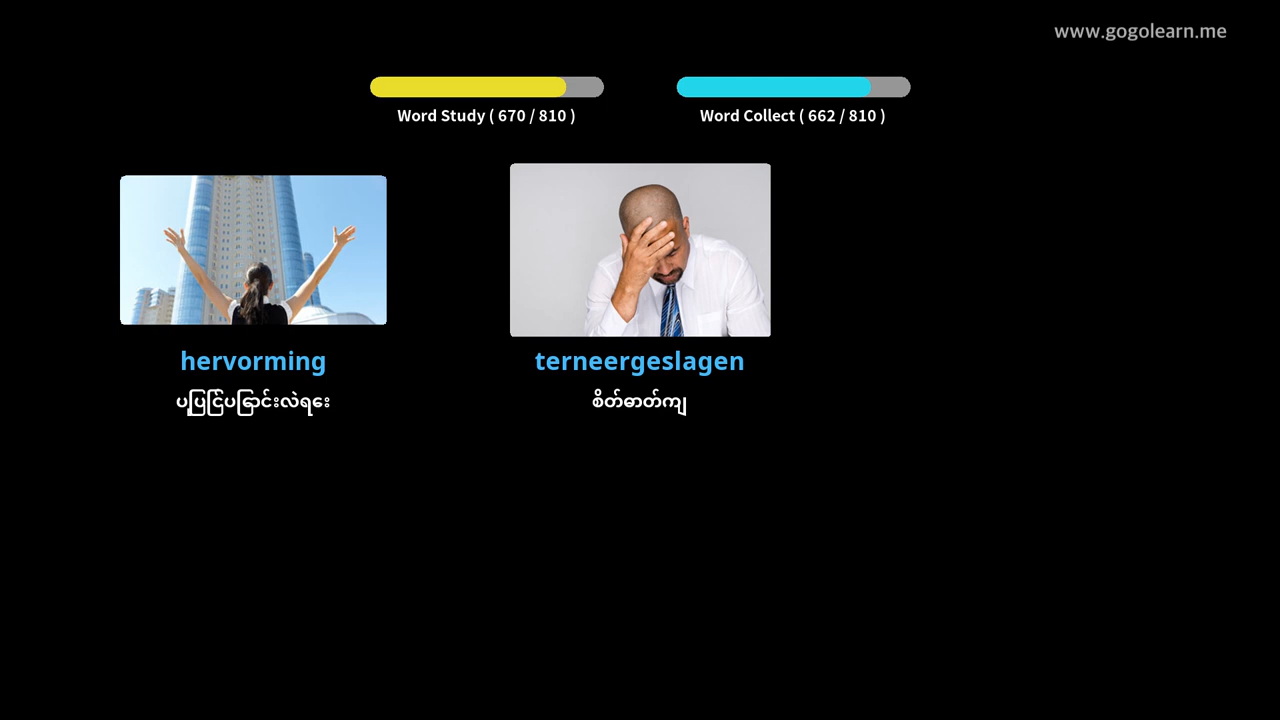 www.gogolearn.me
Word Study ( 670 / 810 )
Word Collect ( 662 / 810 )
hervorming
ပြုပြင်ပြောင်းလဲရေး
terneergeslagen
စိတ်ဓာတ်ကျ